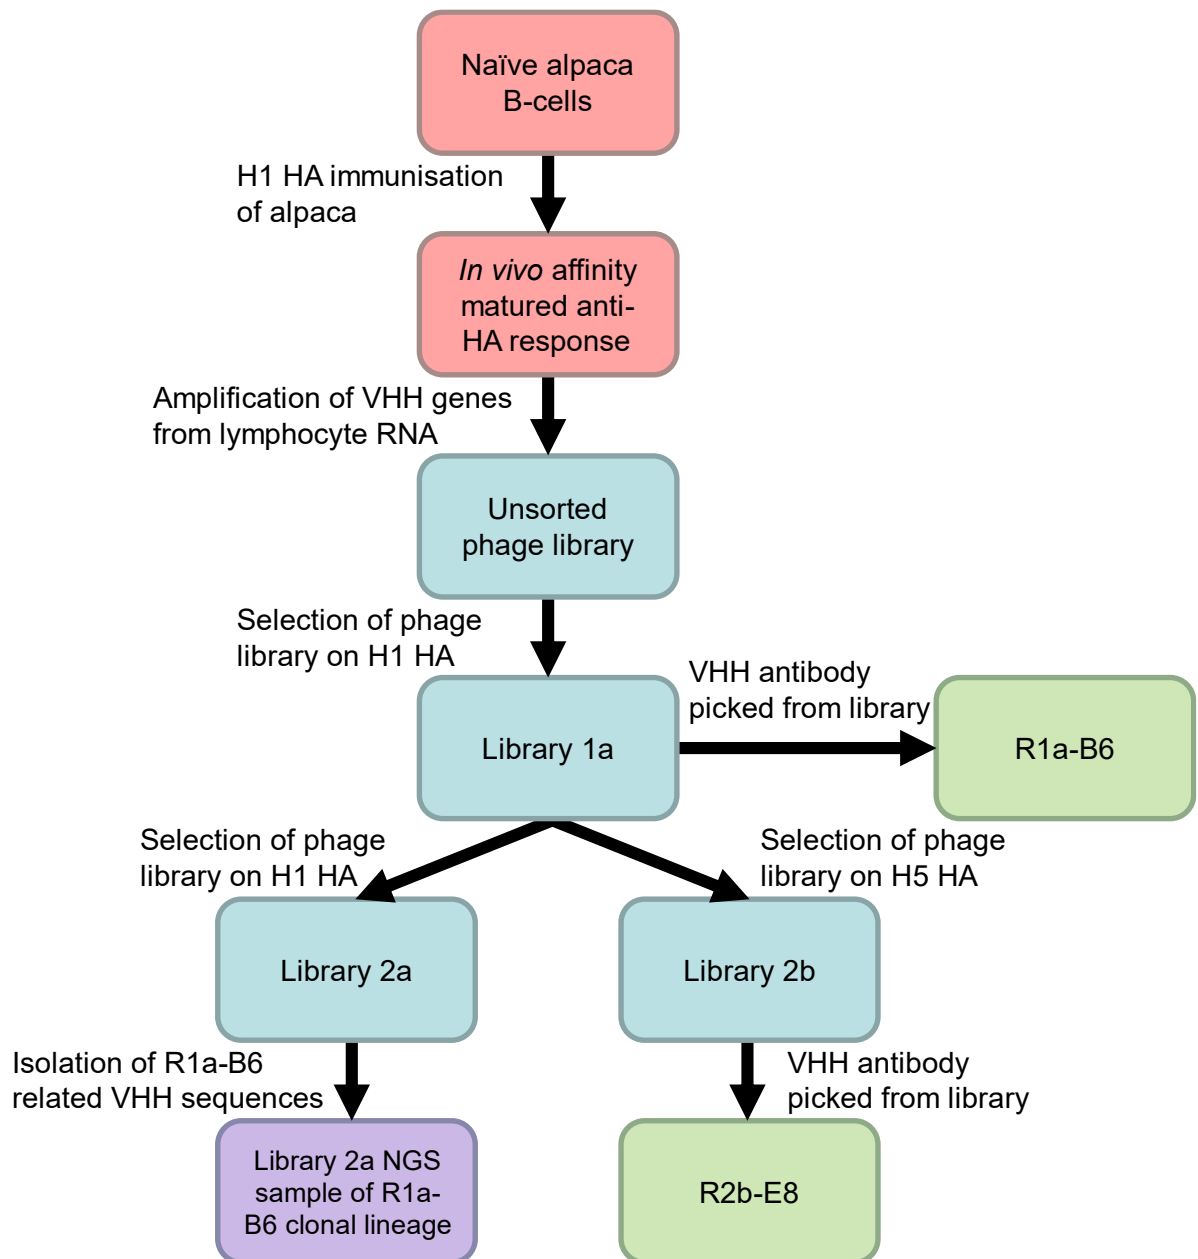 Naïve alpaca
B-cells
H1 HA immunisation
of alpaca
In vivo affinity
matured anti-
HA response
Amplification of VHH genes
from lymphocyte RNA
Unsorted
phage library
Selection of phage
library on H1 HA
VHH antibody
picked from library
Library 1a
R1a-B6
Selection of phage
library on H1 HA
Selection of phage
library on H5 HA
Library 2a
Library 2b
Isolation of R1a-B6
related VHH sequences
VHH antibody
picked from library
Library 2a NGS
sample of R1a-
B6 clonal lineage
R2b-E8